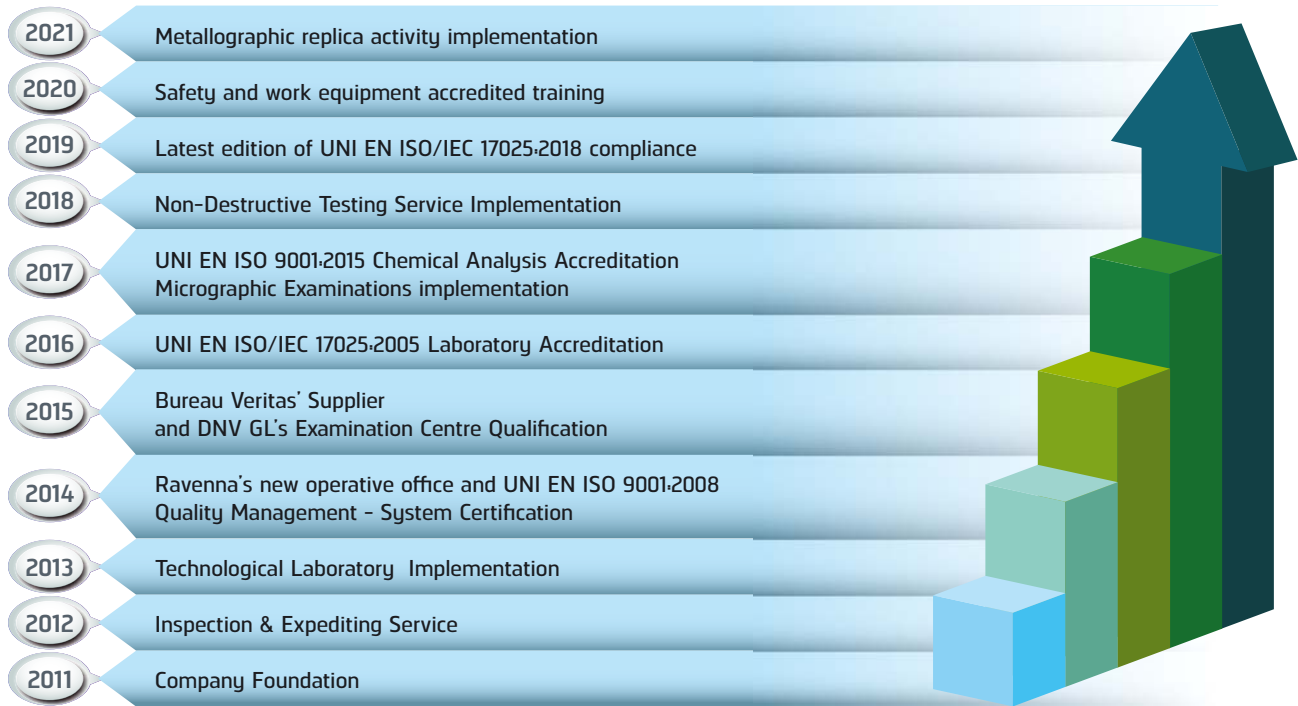 2021
Metallographic replica activity implementation
2020
Safety and work equipment accredited training
2019
Latest edition of UNI EN ISO/IEC 17025:2018 compliance
2018
Non-Destructive Testing Service Implementation
2017
UNI EN ISO 9001:2015 Chemical Analysis Accreditation
Micrographic Examinations implementation
2016
UNI EN ISO/IEC 17025:2005 Laboratory Accreditation
2015
Bureau Veritas' Supplier
and DNV GL's Examination Centre Qualification
2014
Ravenna's new operative office and UNI EN ISO 9001:2008
Quality Management - System Certification
2013
Technological Laboratory Implementation
2012
Inspection & Expediting Service
2011
Company Foundation